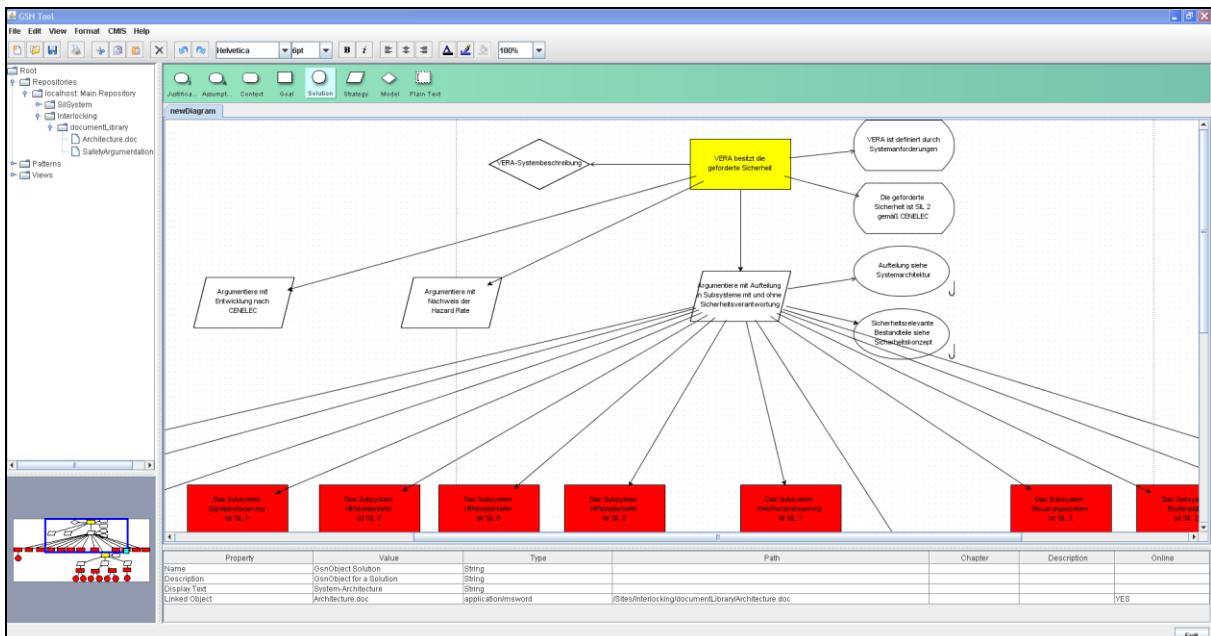 GSN Tool
File Edit View Format CMIS Help
Helvetica 6pt B i 100%
Root
Repositories
localhost: Main Repository
SilSystem
Interlocking
documentLibrary
Architecture.doc
SafetyArgumentation
Patterns
Views
Justifica... Assumpt... Context Goal Solution Strategy Model Plain Text
newDiagram
VERA-Systembeschreibung
VERA besitzt die
geforderte Sicherheit
VERA ist definiert durch
Systemanforderungen
Die geforderte
Sicherheit ist SIL 2
gemäß CENELEC
Argumentiere mit
Entwicklung nach
CENELEC
Argumentiere mit
Nachweis der
Hazard Rate
Argumentiere mit Aufteilung
in Subsysteme mit und ohne
Sicherheitsverantwortung
Aufteilung siehe
Systemarchitektur
J
Sicherheitsrelevante
Bestandteile siehe
Sicherheitskonzept
J
Das Subsystem
Signalansteuerung
ist SIL 0
Das Subsystem
Hilfsbedientafel
ist SIL 0
Das Subsystem
Hilfsbedientafel
ist SIL 0
Das Subsystem
Hilfsbedientafel
ist SIL 0
Das Subsystem
Weichenansteuerung
ist SIL 2
Das Subsystem
Steuerungssystem
ist SIL 2
Das Subsys
Bedienpla
ist SIL 2
Property Value Type Path Chapter Description Online
Name GsnObject Solution String
Description GsnObject for a Solution String
Display Text System-Architecture String
Linked Object Architecture.doc application/msword /Sites/Interlocking/documentLibrary/Architecture.doc YES
Exit